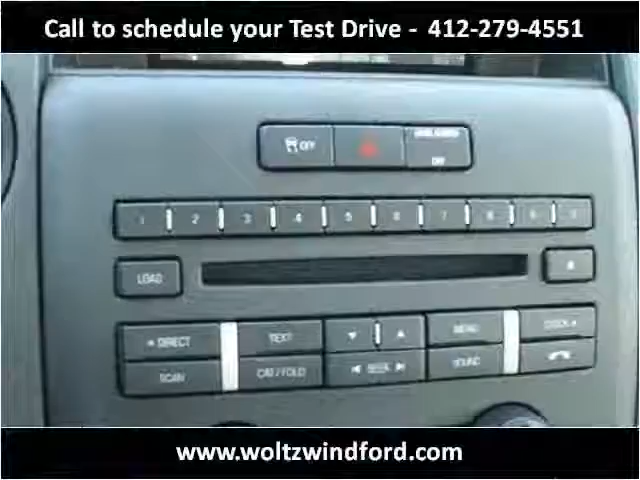 Call to schedule your Test Drive - 412-279-4551
OFF
OFF
1 2 3 4 5 6 7 8 9 0
LOAD
DIRECT TEXT MENU CLOCK
SCAN CAT/FOLD SEEK SOUND
www.woltzwindford.com